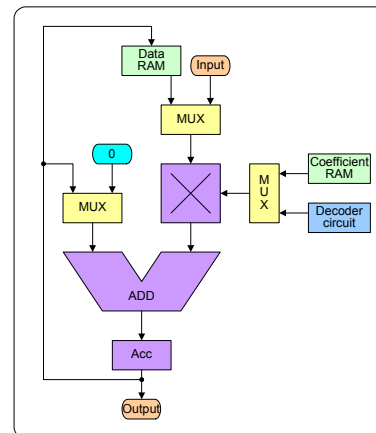 Data
RAM
Input
MUX
0
MUX
M
U
X
Coefficient
RAM
Decoder
circuit
ADD
Acc
Output